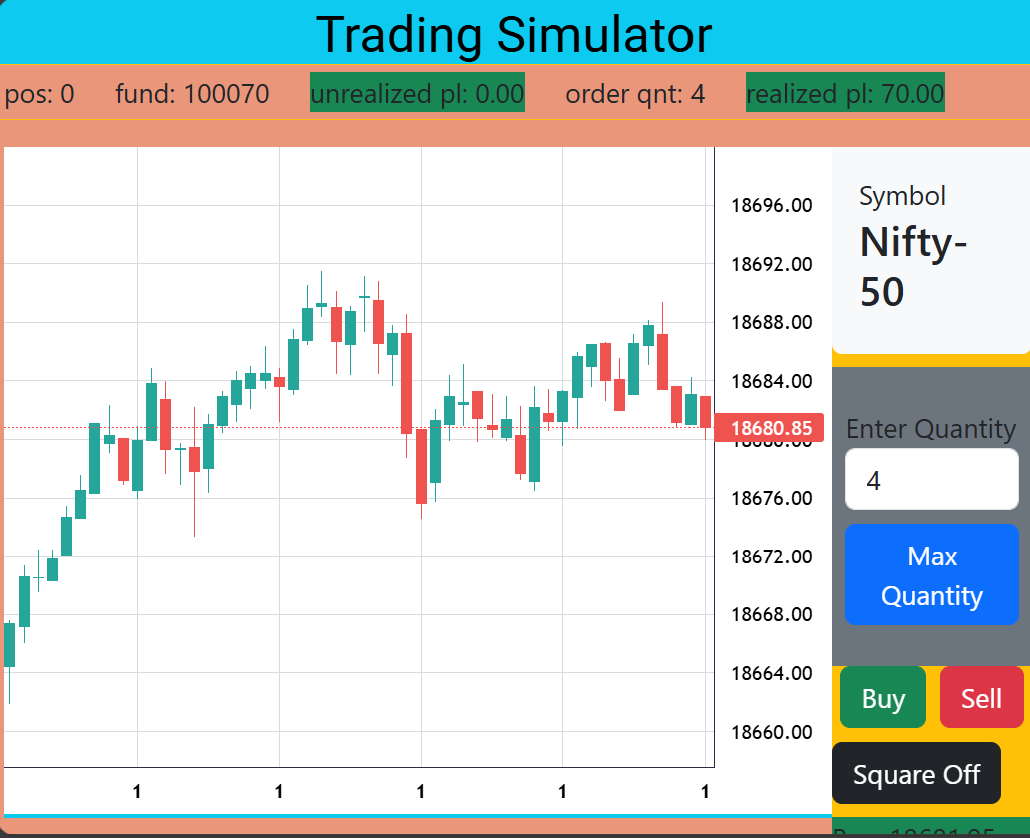 Trading Simulator
pos: 0 fund: 100070 unrealized pl: 0.00 order qnt: 4 realized pl: 70.00
18696.00
18692.00
18688.00
18684.00
18680.85
18680.00
18676.00
18672.00
18668.00
18664.00
18660.00
1 1 1 1 1
Symbol
Nifty-
50
Enter Quantity
4
Max
Quantity
Buy Sell
Square Off